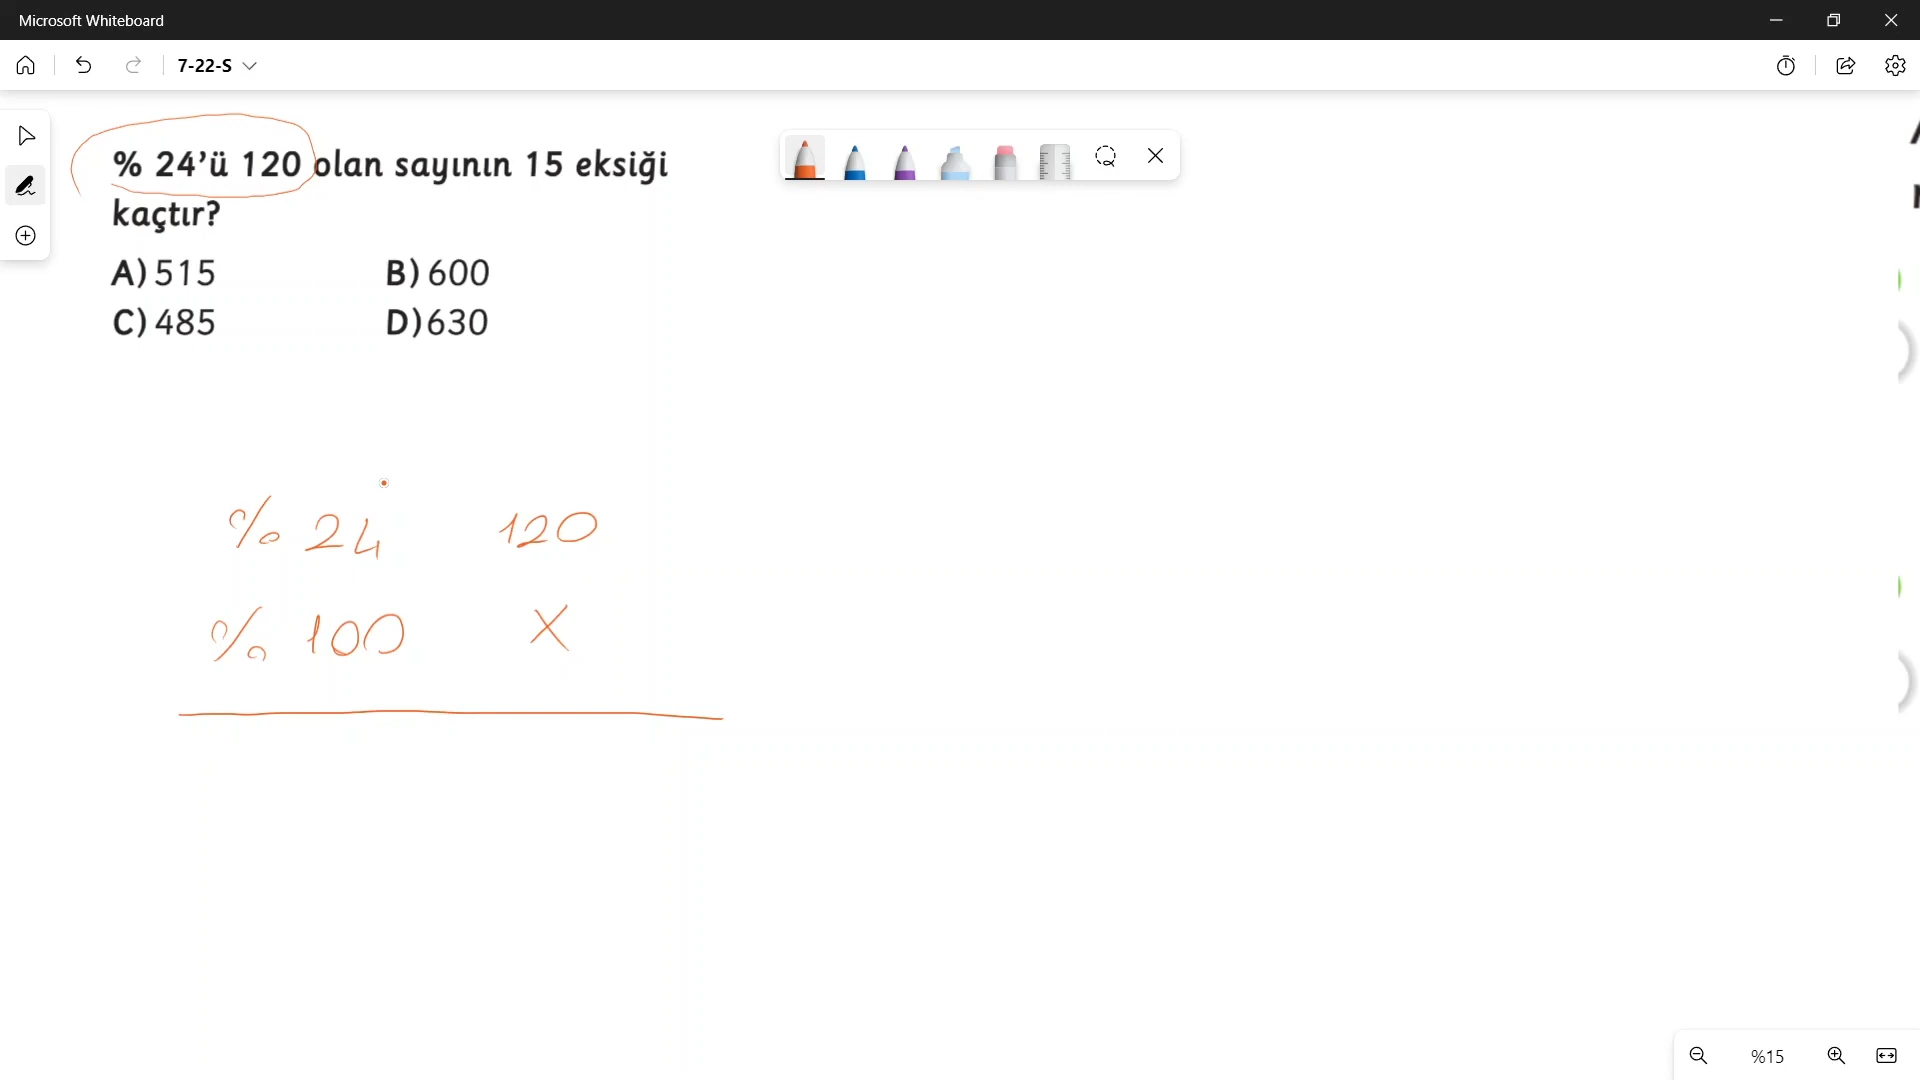 Microsoft Whiteboard
7-22-S
% 24'ü 120 olan sayının 15 eksiği
kaçtır?
A) 515 B) 600
C) 485 D) 630
% 24 120
% 100 X
%15